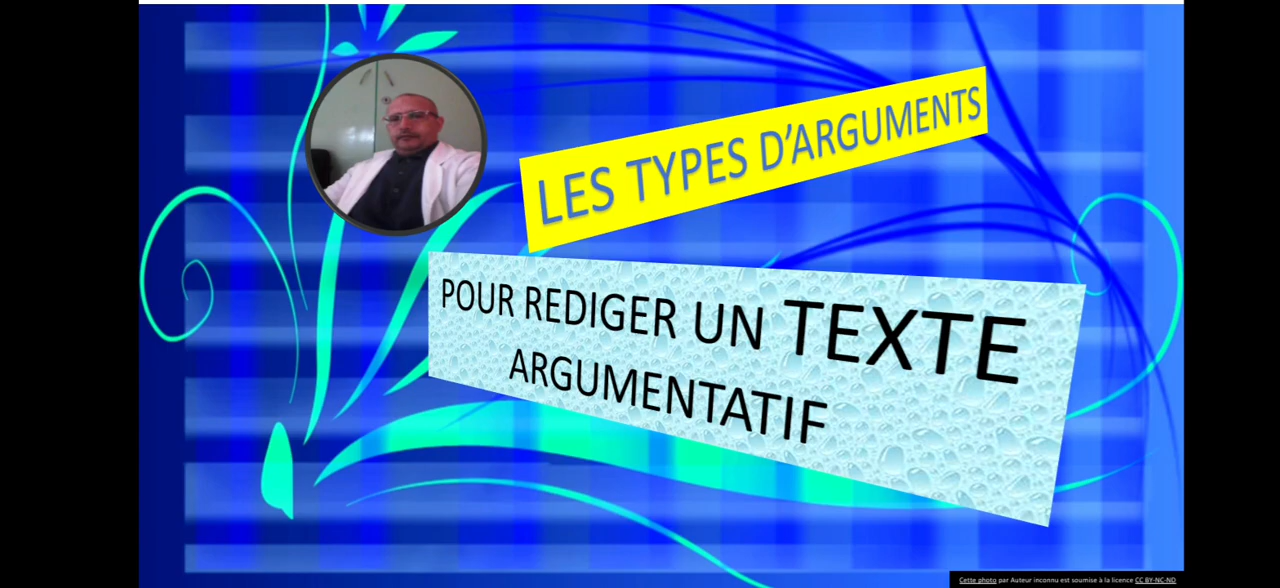 LES TYPES D'ARGUMENTS
POUR REDIGER UN TEXTE
ARGUMENTATIF
Cette photo par Auteur inconnu est soumise à la licence CC BY-NC-ND